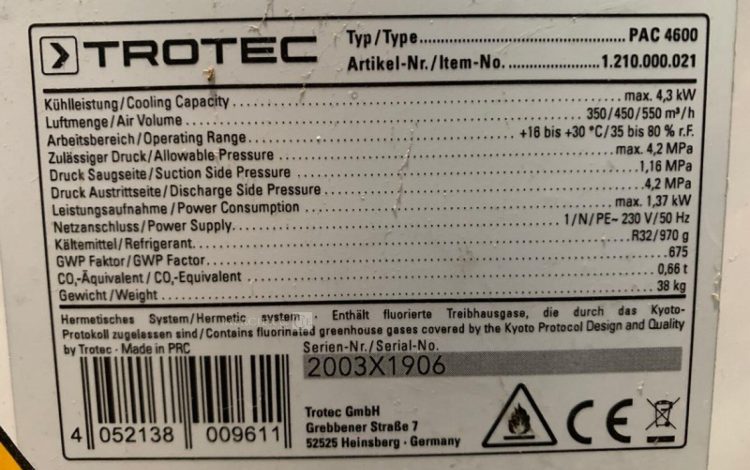 TROTEC
Typ/Type..............................PAC 4600
Artikel-Nr./Item-No. ..................1.210.000.021
Kühlleistung/Cooling Capacity ..................max. 4,3 kW
Luftmenge/Air Volume ..................350/450/550 m³/h
Arbeitsbereich/Operating Range..................+16 bis +30 °C/35 bis 80 % r.F.
Zulässiger Druck/Allowable Pressure ..................max. 4,2 MPa
Druck Saugseite/Suction Side Pressure ..................1,16 MPa
Druck Austrittseite/Discharge Side Pressure ..................4,2 MPa
Leistungsaufnahme/Power Consumption ..................max. 1,37 kW
Netzanschluss/Power Supply..................1/N/PE~ 230 V/50 Hz
Kältemittel/Refrigerant..................R32/970 g
GWP Faktor/GWP Factor..................675
CO₂-Äquivalent/CO₂-Equivalent ..................0,66 t
Gewicht/Weight ..................38 kg
Hermetisches System/Hermetic system · Enthält fluorierte Treibhausgase, die durch das Kyoto-
Protokoll zugelassen sind/Contains fluorinated greenhouse gases covered by the Kyoto Protocol Design and Quality
by Trotec · Made in PRC
Serien-Nr./Serial-No.
2003X1906
4 052138 009611
Trotec GmbH
Grebbener Straße 7
52525 Heinsberg · Germany
CE